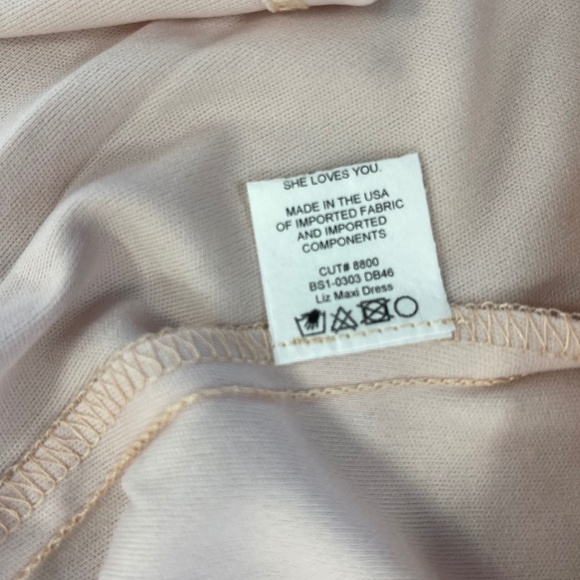 SHE LOVES YOU.
MADE IN THE USA
OF IMPORTED FABRIC
AND IMPORTED
COMPONENTS
CUT# 8800
BS1-0303 DB46
Liz Maxi Dress